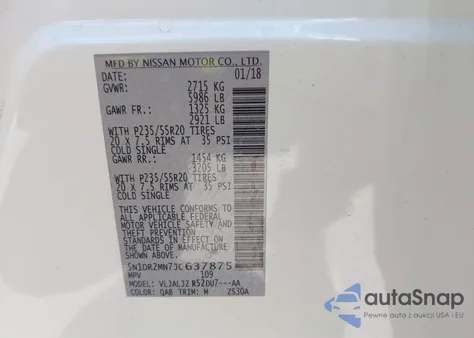 MFD BY NISSAN MOTOR CO., LTD.
DATE: 01/18
GVWR: 2715 KG
5986 LB
GAWR FR.: 1325 KG
2921 LB
WITH P235/55R20 TIRES
20 X 7.5 RIMS AT 35 PSI
COLD SINGLE
GAWR RR.: 1454 KG
3205 LB
WITH P235/55R20 TIRES
20 X 7.5 RIMS AT 35 PSI
COLD SINGLE
THIS VEHICLE CONFORMS TO
ALL APPLICABLE FEDERAL
MOTOR VEHICLE SAFETY AND
THEFT PREVENTION
STANDARDS IN EFFECT ON THE
DATE OF MANUFACTURE
SHOWN ABOVE.
5N1DR2MN7JC637875
MPV 109
MODEL: VLJALJZ R52DU7---AA
COLOR: QAB TRIM: M ZS30A
autoSnap
Pewne auta z USA i EU